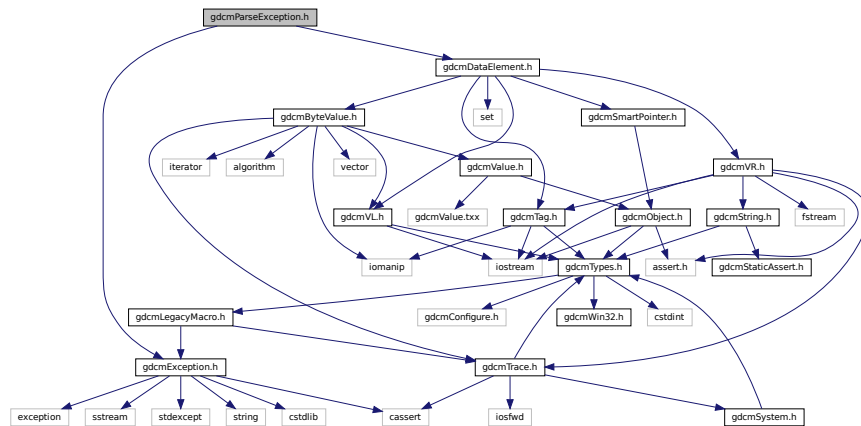 gdcmParseException.h
gdcmDataElement.h
gdcmByteValue.h
set
gdcmSmartPointer.h
iterator
algorithm
vector
gdcmValue.h
gdcmVR.h
gdcmVL.h
gdcmValue.txx
gdcmTag.h
gdcmObject.h
gdcmString.h
fstream
iomanip
iostream
gdcmTypes.h
assert.h
gdcmStaticAssert.h
gdcmLegacyMacro.h
gdcmConfigure.h
gdcmWin32.h
cstdint
gdcmException.h
gdcmTrace.h
exception
sstream
stdexcept
string
cstdlib
cassert
iosfwd
gdcmSystem.h